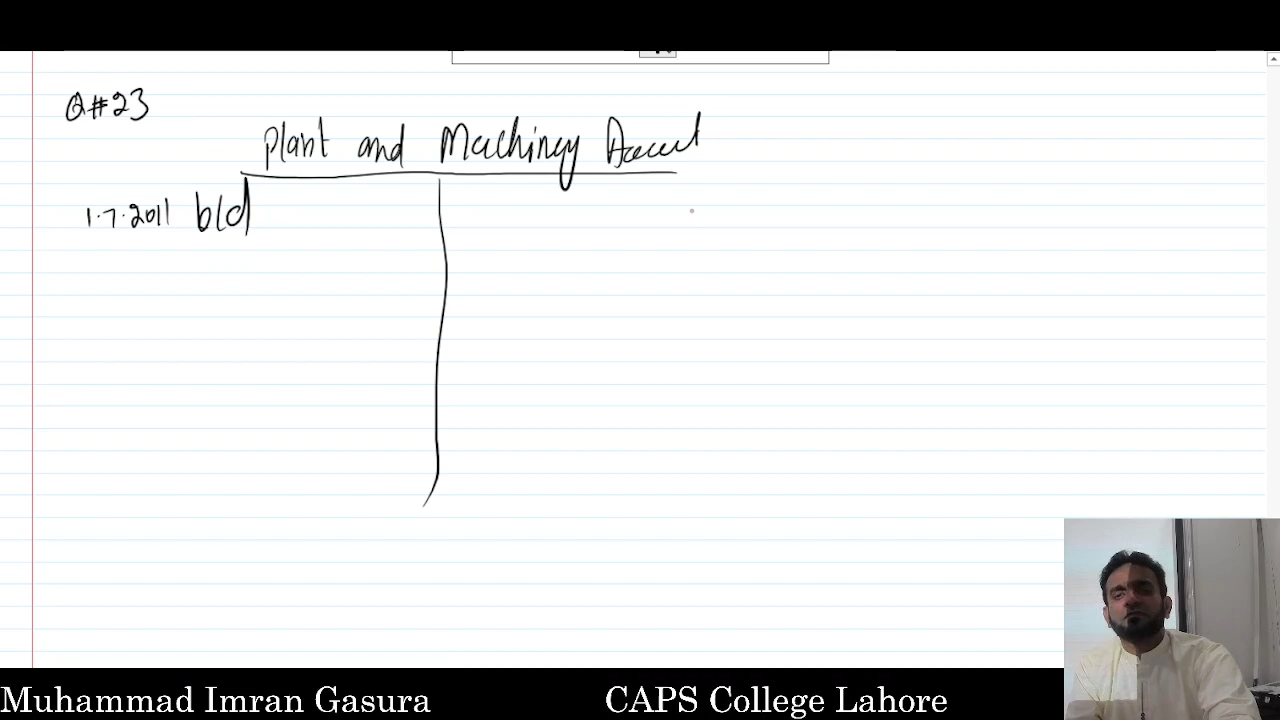 Q#23
Plant and Machinery Account
1.7.2011 b/d
Muhammad Imran Gasura CAPS College Lahore